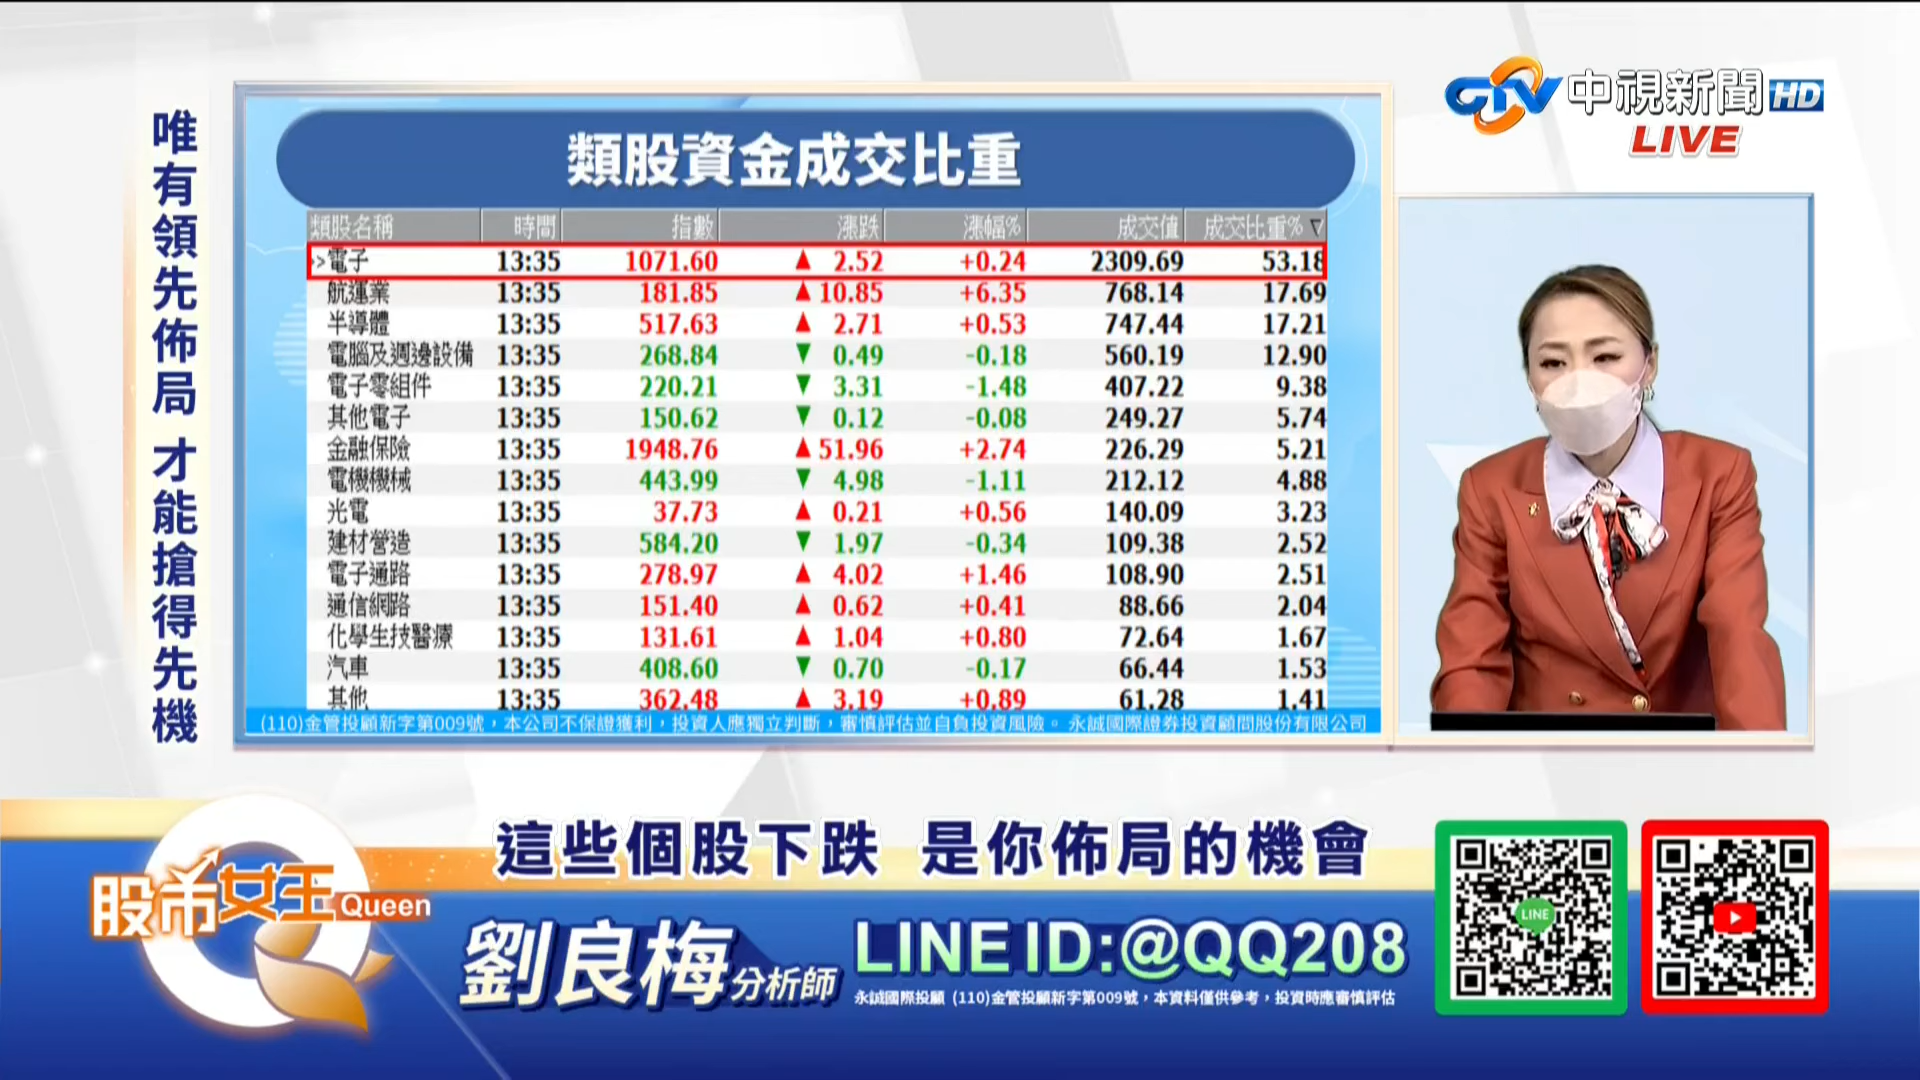 唯有領先佈局 才能搶得先機
類股資金成交比重
類股名稱 時間 指數 漲跌 漲幅% 成交值 成交比重% ▽
>>電子 13:35 1071.60 ▲ 2.52 +0.24 2309.69 53.18
航運業 13:35 181.85 ▲ 10.85 +6.35 768.14 17.69
半導體 13:35 517.63 ▲ 2.71 +0.53 747.44 17.21
電腦及週邊設備 13:35 268.84 ▼ 0.49 -0.18 560.19 12.90
電子零組件 13:35 220.21 ▼ 3.31 -1.48 407.22 9.38
其他電子 13:35 150.62 ▼ 0.12 -0.08 249.27 5.74
金融保險 13:35 1948.76 ▲ 51.96 +2.74 226.29 5.21
電機機械 13:35 443.99 ▼ 4.98 -1.11 212.12 4.88
光電 13:35 37.73 ▲ 0.21 +0.56 140.09 3.23
建材營造 13:35 584.20 ▼ 1.97 -0.34 109.38 2.52
電子通路 13:35 278.97 ▲ 4.02 +1.46 108.90 2.51
通信網路 13:35 151.40 ▲ 0.62 +0.41 88.66 2.04
化學生技醫療 13:35 131.61 ▲ 1.04 +0.80 72.64 1.67
汽車 13:35 408.60 ▼ 0.70 -0.17 66.44 1.53
其他 13:35 362.48 ▲ 3.19 +0.89 61.28 1.41
(110)金管投顧新字第009號，本公司不保證獲利，投資人應獨立判斷，審慎評估並自負投資風險。永誠國際證券投資顧問股份有限公司
CTV 中視新聞 HD
LIVE
這些個股下跌 是你佈局的機會
股市女王Queen
劉良梅分析師
LINE ID:@QQ208
永誠國際投顧 (110)金管投顧新字第009號，本資料僅供參考，投資時應審慎評估
LINE